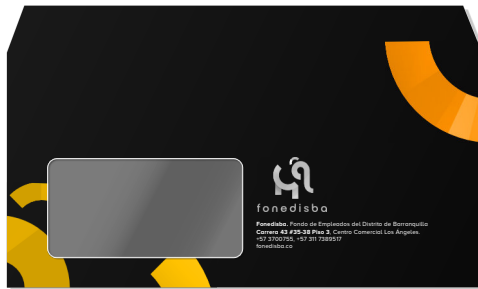 fonedisba
Fonedisba. Fondo de Empleados del Distrito de Barranquilla
Carrera 43 #35-38 Piso 3, Centro Comercial Los Ángeles.
+57 3700755, +57 311 7389517
fonedisba.co